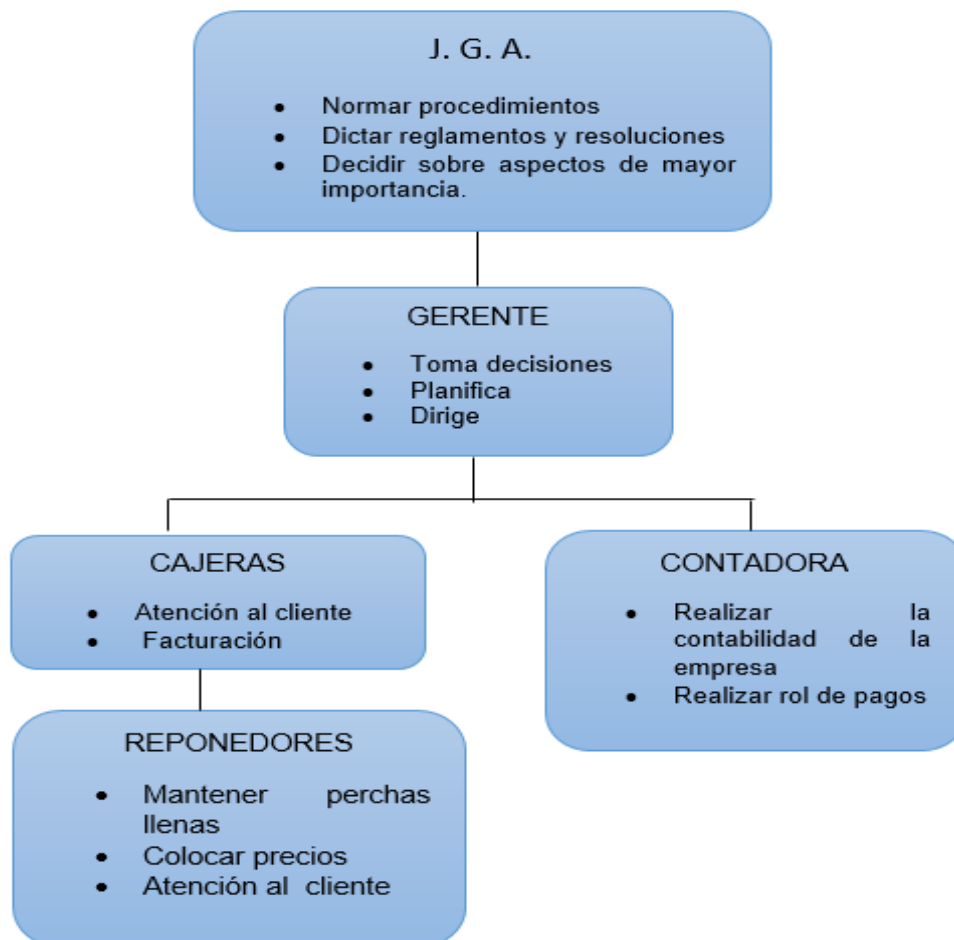 J. G. A.
• Normar procedimientos
• Dictar reglamentos y resoluciones
• Decidir sobre aspectos de mayor
importancia.
GERENTE
• Toma decisiones
• Planifica
• Dirige
CAJERAS
• Atención al cliente
• Facturación
CONTADORA
• Realizar la
contabilidad de la
empresa
• Realizar rol de pagos
REPONEDORES
• Mantener perchas
llenas
• Colocar precios
• Atención al cliente